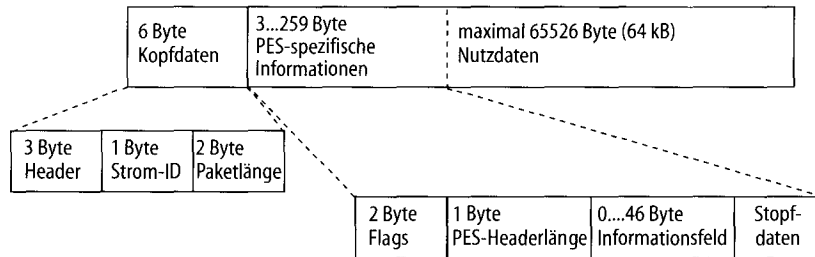 6 Byte
Kopfdaten
3...259 Byte
PES-spezifische
Informationen
maximal 65526 Byte (64 kB)
Nutzdaten
3 Byte
Header
1 Byte
Strom-ID
2 Byte
Paketlänge
2 Byte
Flags
1 Byte
PES-Headerlänge
0....46 Byte
Informationsfeld
Stopf-
daten